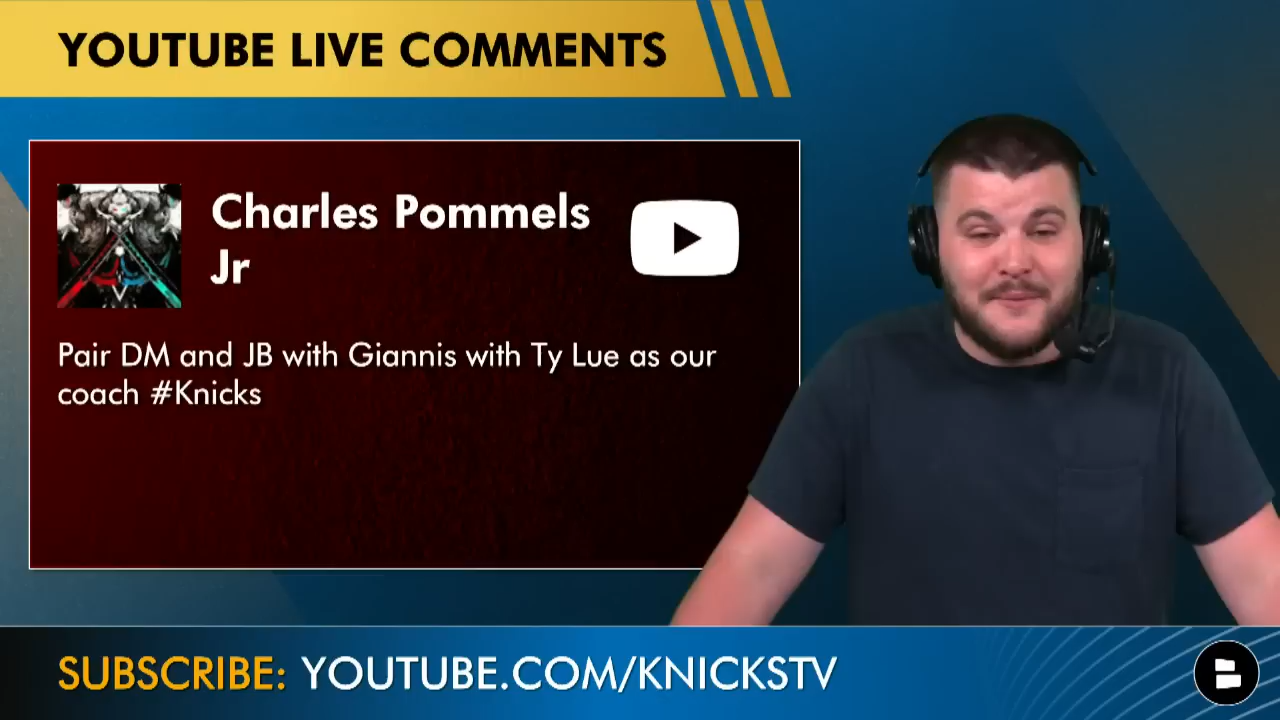 YOUTUBE LIVE COMMENTS
Charles Pommels
Jr
Pair DM and JB with Giannis with Ty Lue as our
coach #Knicks
SUBSCRIBE: YOUTUBE.COM/KNICKSTV